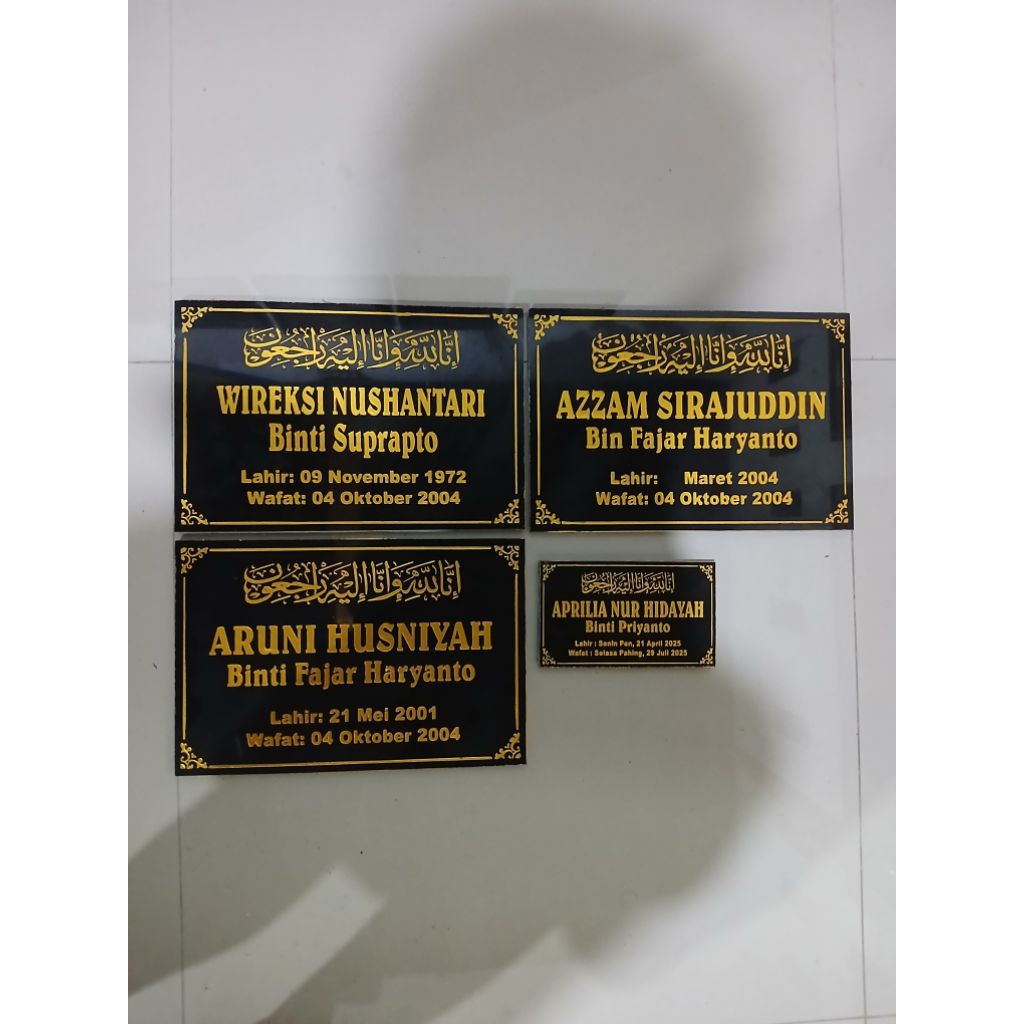 إنا لله وإنا إليه راجعون
WIREKSI NUSHANTARI
Binti Suprapto
Lahir: 09 November 1972
Wafat: 04 Oktober 2004
إنا لله وإنا إليه راجعون
AZZAM SIRAJUDDIN
Bin Fajar Haryanto
Lahir: Maret 2004
Wafat: 04 Oktober 2004
إنا لله وإنا إليه راجعون
ARUNI HUSNIYAH
Binti Fajar Haryanto
Lahir: 21 Mei 2001
Wafat: 04 Oktober 2004
إنا لله وإنا إليه راجعون
APRILIA NUR HIDAYAH
Binti Priyanto
Lahir : Senin Pon, 21 April 2025
Wafat : Selasa Pahing, 29 Juli 2025